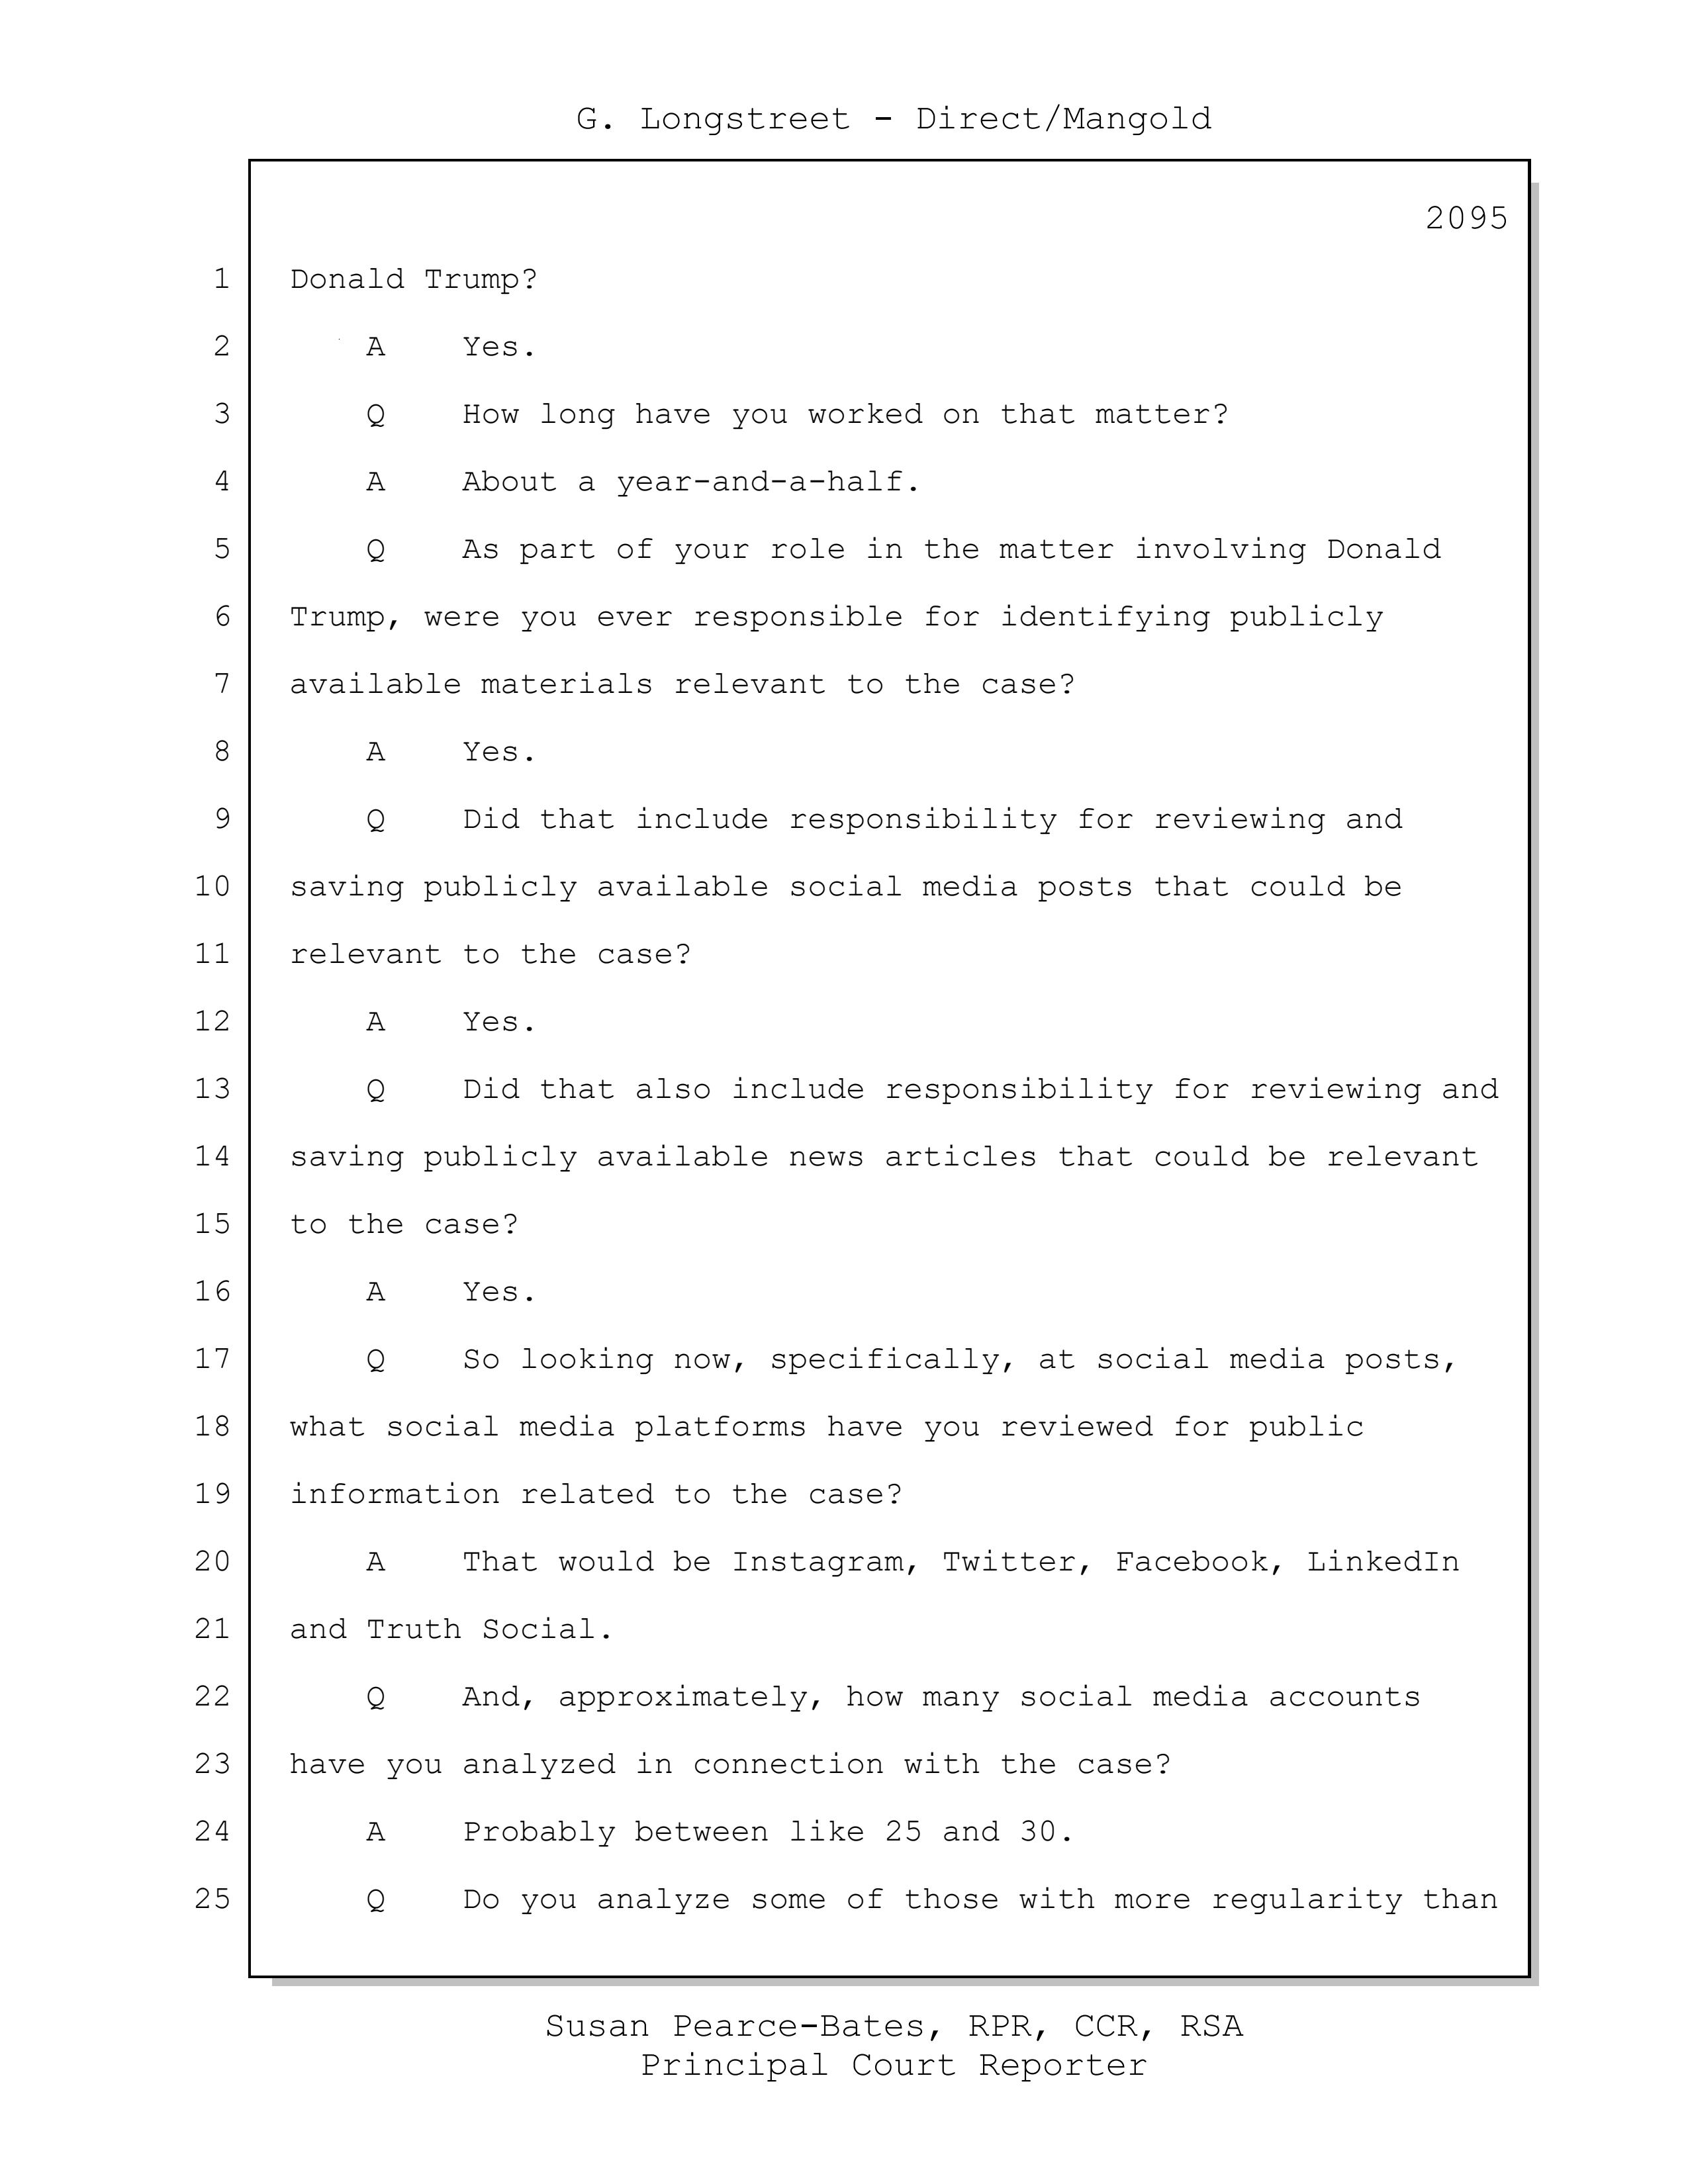 G. Longstreet - Direct/Mangold
2095
1 Donald Trump?
2 A Yes.
3 Q How long have you worked on that matter?
4 A About a year-and-a-half.
5 Q As part of your role in the matter involving Donald
6 Trump, were you ever responsible for identifying publicly
7 available materials relevant to the case?
8 A Yes.
9 Q Did that include responsibility for reviewing and
10 saving publicly available social media posts that could be
11 relevant to the case?
12 A Yes.
13 Q Did that also include responsibility for reviewing and
14 saving publicly available news articles that could be relevant
15 to the case?
16 A Yes.
17 Q So looking now, specifically, at social media posts,
18 what social media platforms have you reviewed for public
19 information related to the case?
20 A That would be Instagram, Twitter, Facebook, LinkedIn
21 and Truth Social.
22 Q And, approximately, how many social media accounts
23 have you analyzed in connection with the case?
24 A Probably between like 25 and 30.
25 Q Do you analyze some of those with more regularity than
Susan Pearce-Bates, RPR, CCR, RSA
Principal Court Reporter